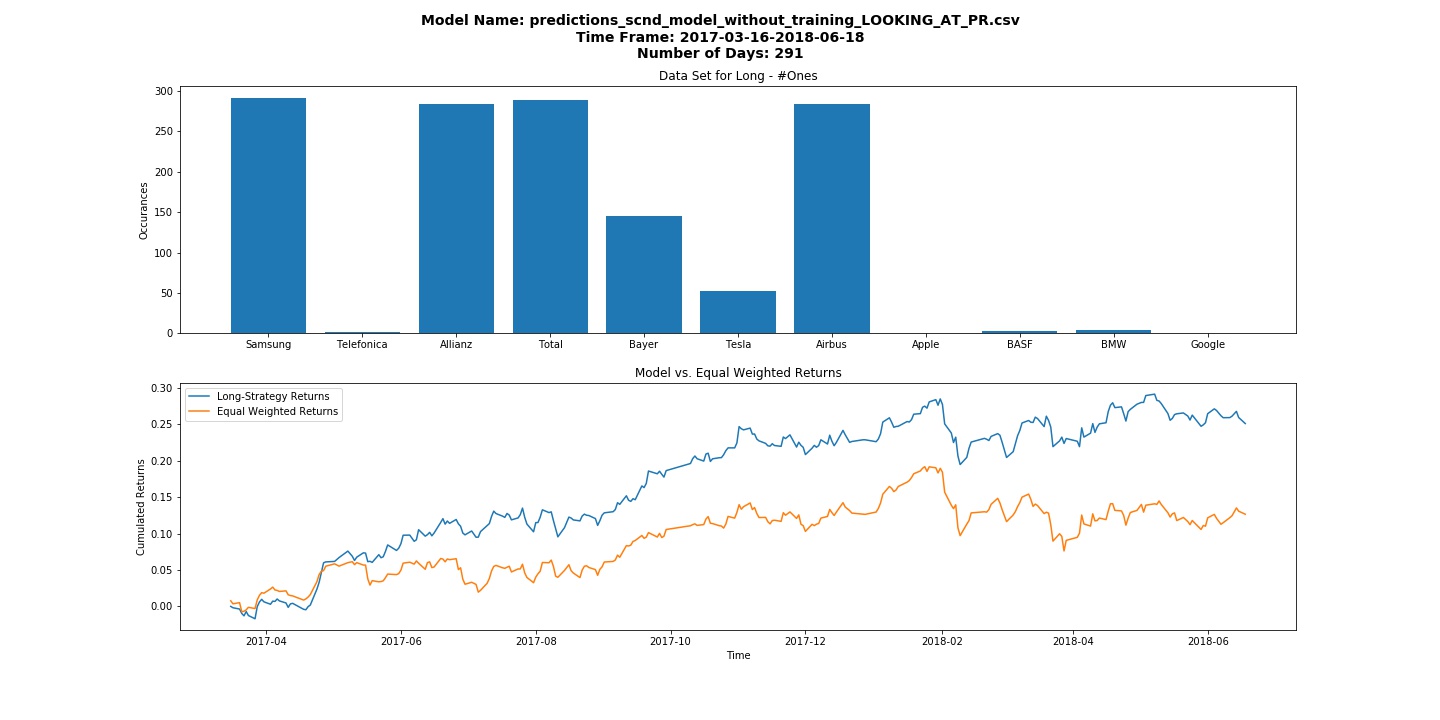 Model Name: predictions_scnd_model_without_training_LOOKING_AT_PR.csv
Time Frame: 2017-03-16-2018-06-18
Number of Days: 291
Data Set for Long - #Ones
300
250
200
150
100
50
0
Occurances
Samsung Telefonica Allianz Total Bayer Tesla Airbus Apple BASF BMW Google
Model vs. Equal Weighted Returns
Long-Strategy Returns
Equal Weighted Returns
0.30
0.25
0.20
0.15
0.10
0.05
0.00
Cumulated Returns
2017-04 2017-06 2017-08 2017-10 2017-12 2018-02 2018-04 2018-06
Time